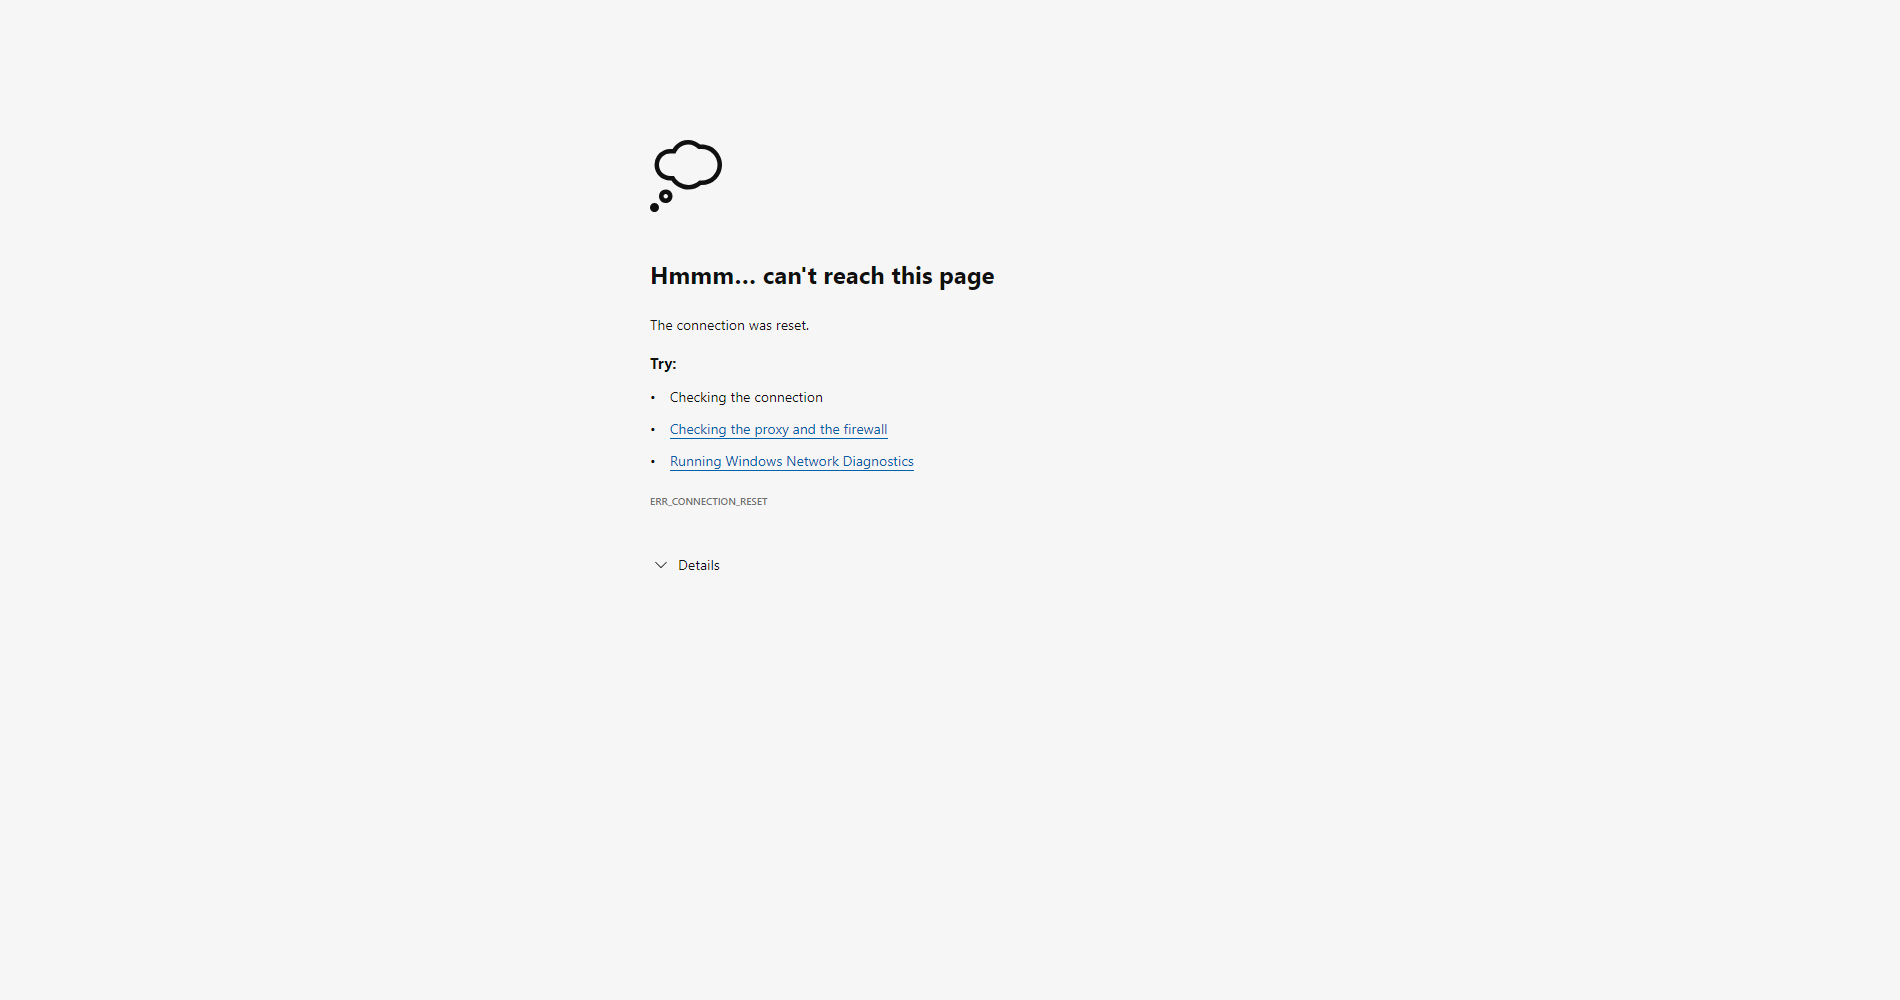 Hmmm… can't reach this page
The connection was reset.
Try:
• Checking the connection
• Checking the proxy and the firewall
• Running Windows Network Diagnostics
ERR_CONNECTION_RESET
Details